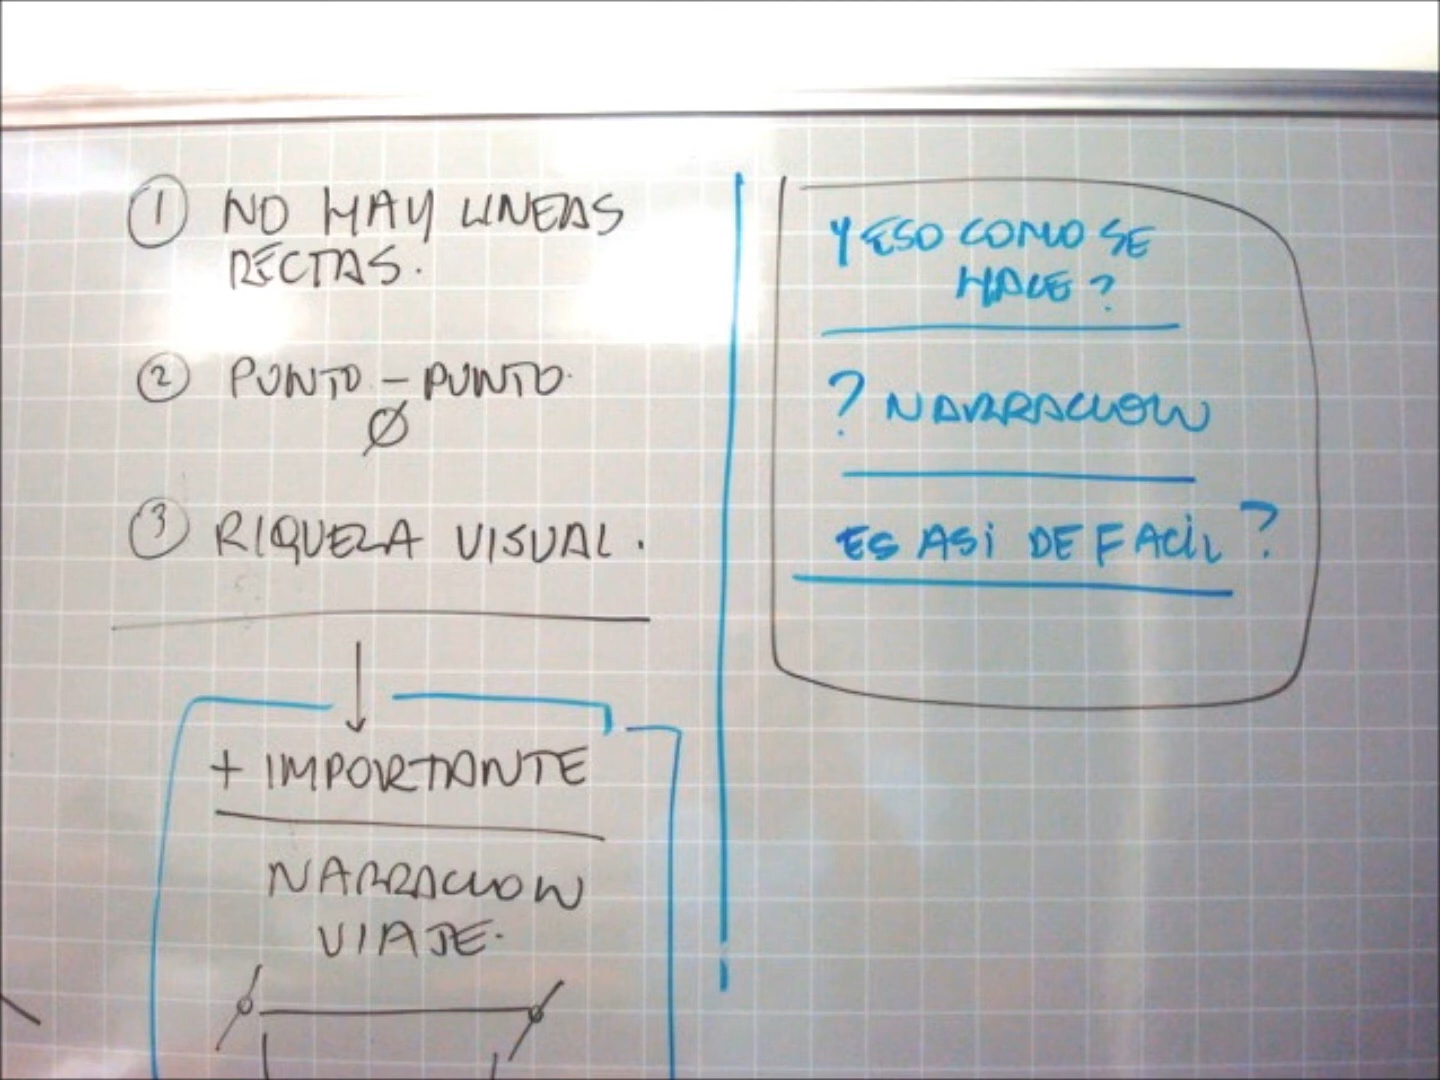 ① NO HAY LINEAS
RECTAS.
② PUNTO - PUNTO.
Ø
③ RIQUEZA VISUAL.
+ IMPORTANTE
NARRACION
VIAJE.
Y ESO COMO SE
HACE?
? NARRACION
ES ASI DE FACIL?